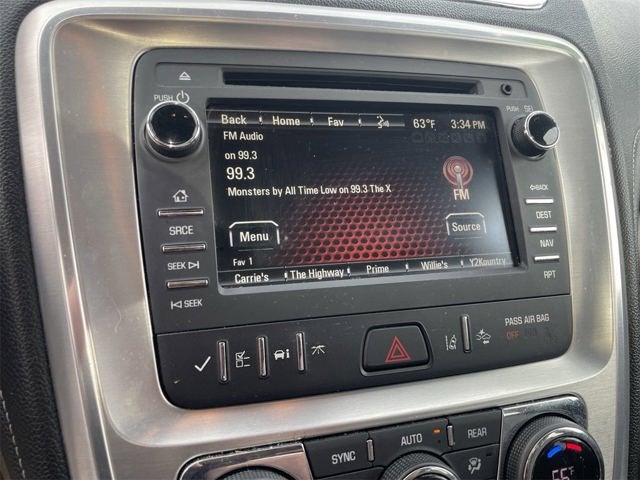 PUSH
PUSH SEL
Back Home Fav 63°F 3:34 PM
FM Audio
on 99.3
99.3
Monsters by All Time Low on 99.3 The X
FM
Menu
Source
Fav 1
Carrie's The Highway Prime Willie's Y2Kountry
SRCE
SEEK
SEEK
BACK
DEST
NAV
RPT
PASS AIR BAG
OFF
SYNC
AUTO
REAR